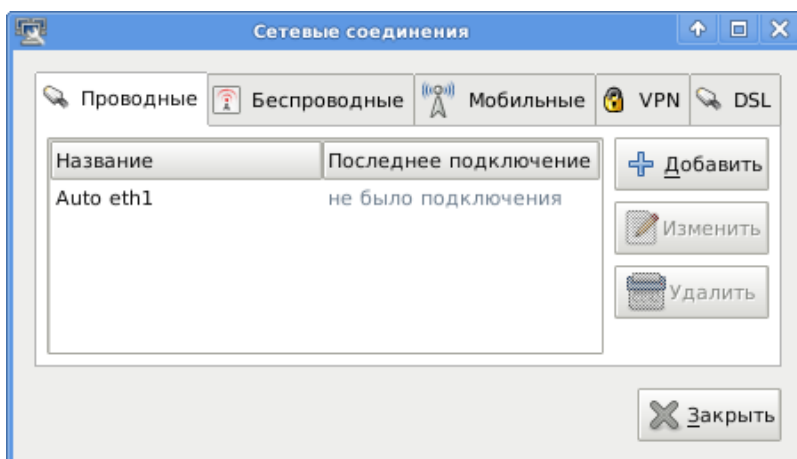 Сетевые соединения
Проводные Беспроводные Мобильные VPN DSL
Название Последнее подключение
Auto eth1 не было подключения
Добавить
Изменить
Удалить
Закрыть